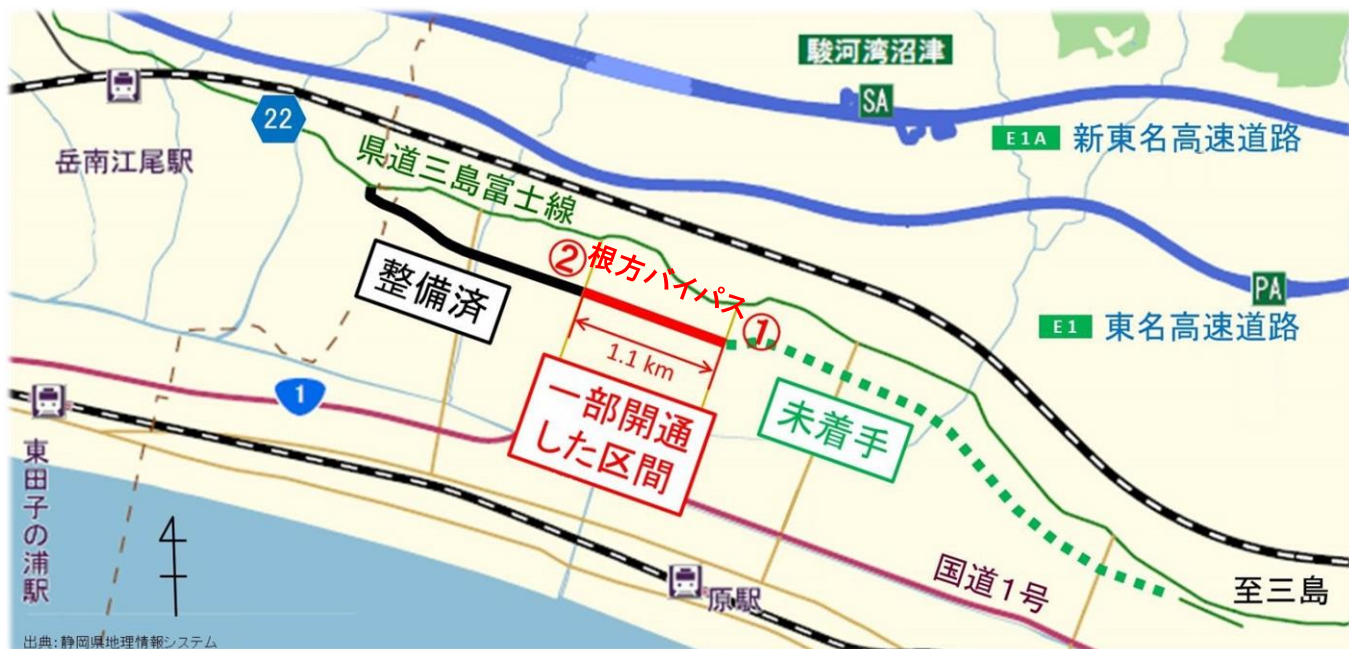 駿河湾沼津
SA
E1A 新東名高速道路
22
岳南江尾駅
県道三島富士線
PA
E1 東名高速道路
②
根方バイパス
①
整備済
1.1 km
一部開通
した区間
未着手
1
東田子の浦駅
原駅
国道1号
至三島
出典:静岡県地理情報システム